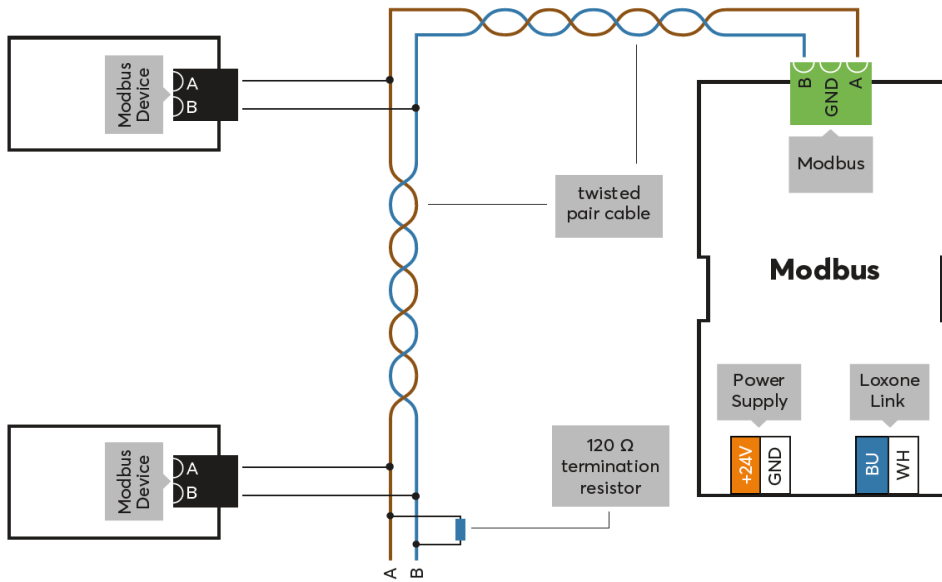 Modbus
Device
A
B
B
GND
A
Modbus
twisted
pair cable
Modbus
Power
Supply
Loxone
Link
+24V
GND
BU
WH
Modbus
Device
A
B
120 Ω
termination
resistor
A
B